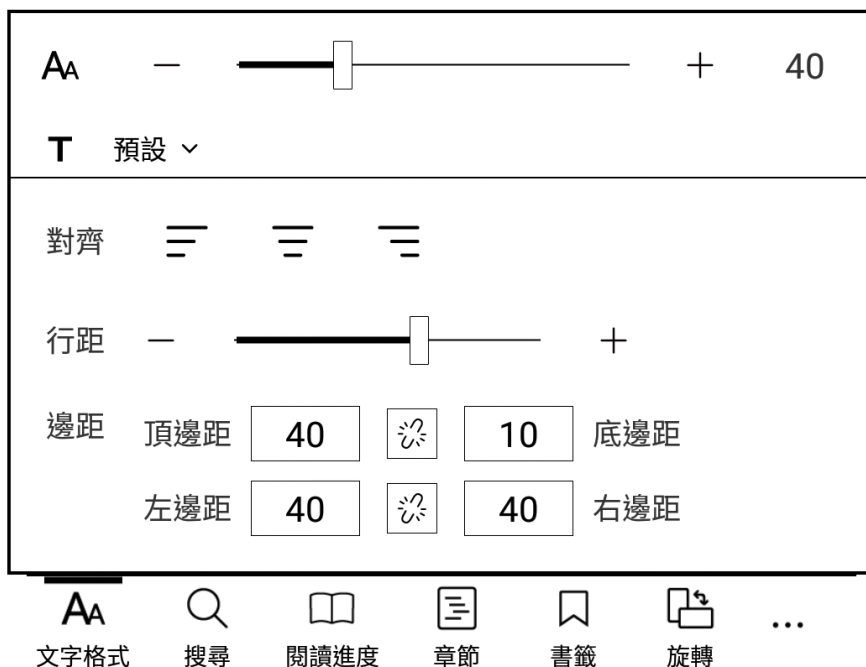 AA 40
T 預設
對齊
行距
邊距 頂邊距 40 10 底邊距
左邊距 40 40 右邊距
AA
文字格式 搜尋 閱讀進度 章節 書籤 旋轉